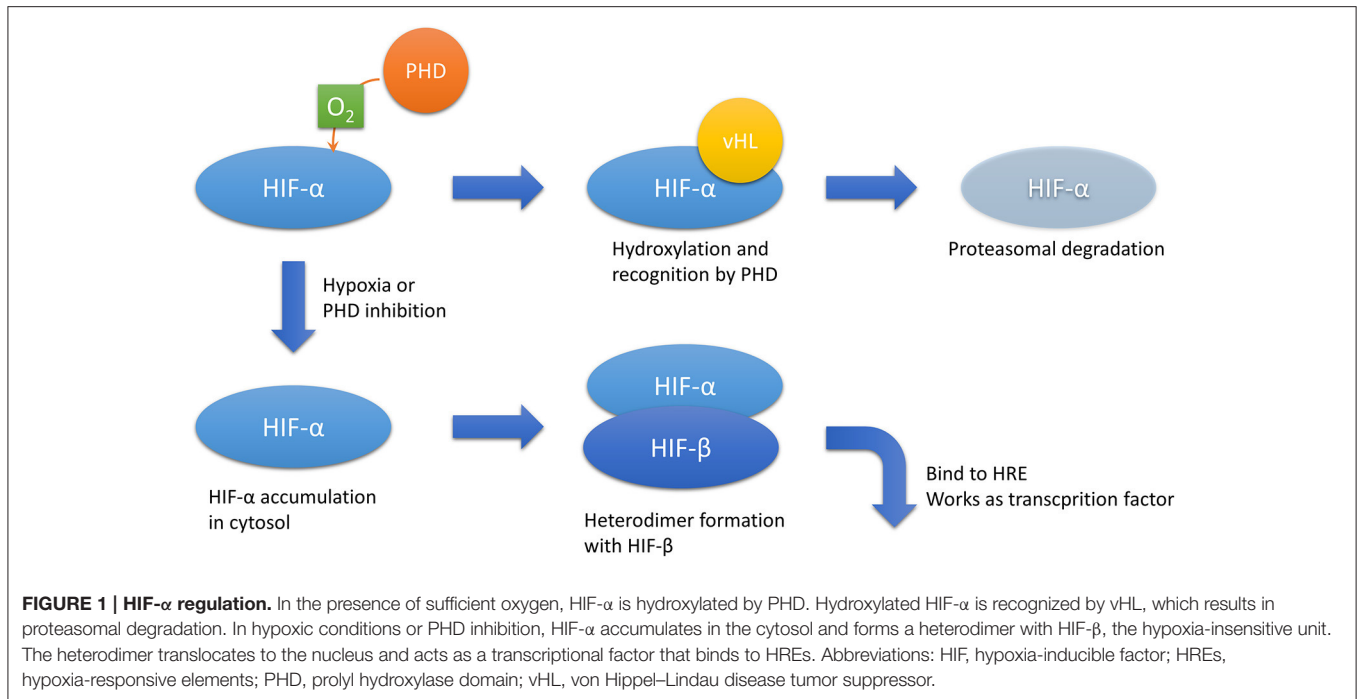 PHD
O₂
HIF-α
vHL
HIF-α
HIF-α
Hydroxylation and
recognition by PHD
Proteasomal degradation
Hypoxia or
PHD inhibition
HIF-α
HIF-α
HIF-β
HIF-α accumulation
in cytosol
Heterodimer formation
with HIF-β
Bind to HRE
Works as transcprition factor
FIGURE 1 | HIF-α regulation. In the presence of sufficient oxygen, HIF-α is hydroxylated by PHD. Hydroxylated HIF-α is recognized by vHL, which results in
proteasomal degradation. In hypoxic conditions or PHD inhibition, HIF-α accumulates in the cytosol and forms a heterodimer with HIF-β, the hypoxia-insensitive unit.
The heterodimer translocates to the nucleus and acts as a transcriptional factor that binds to HREs. Abbreviations: HIF, hypoxia-inducible factor; HREs,
hypoxia-responsive elements; PHD, prolyl hydroxylase domain; vHL, von Hippel–Lindau disease tumor suppressor.